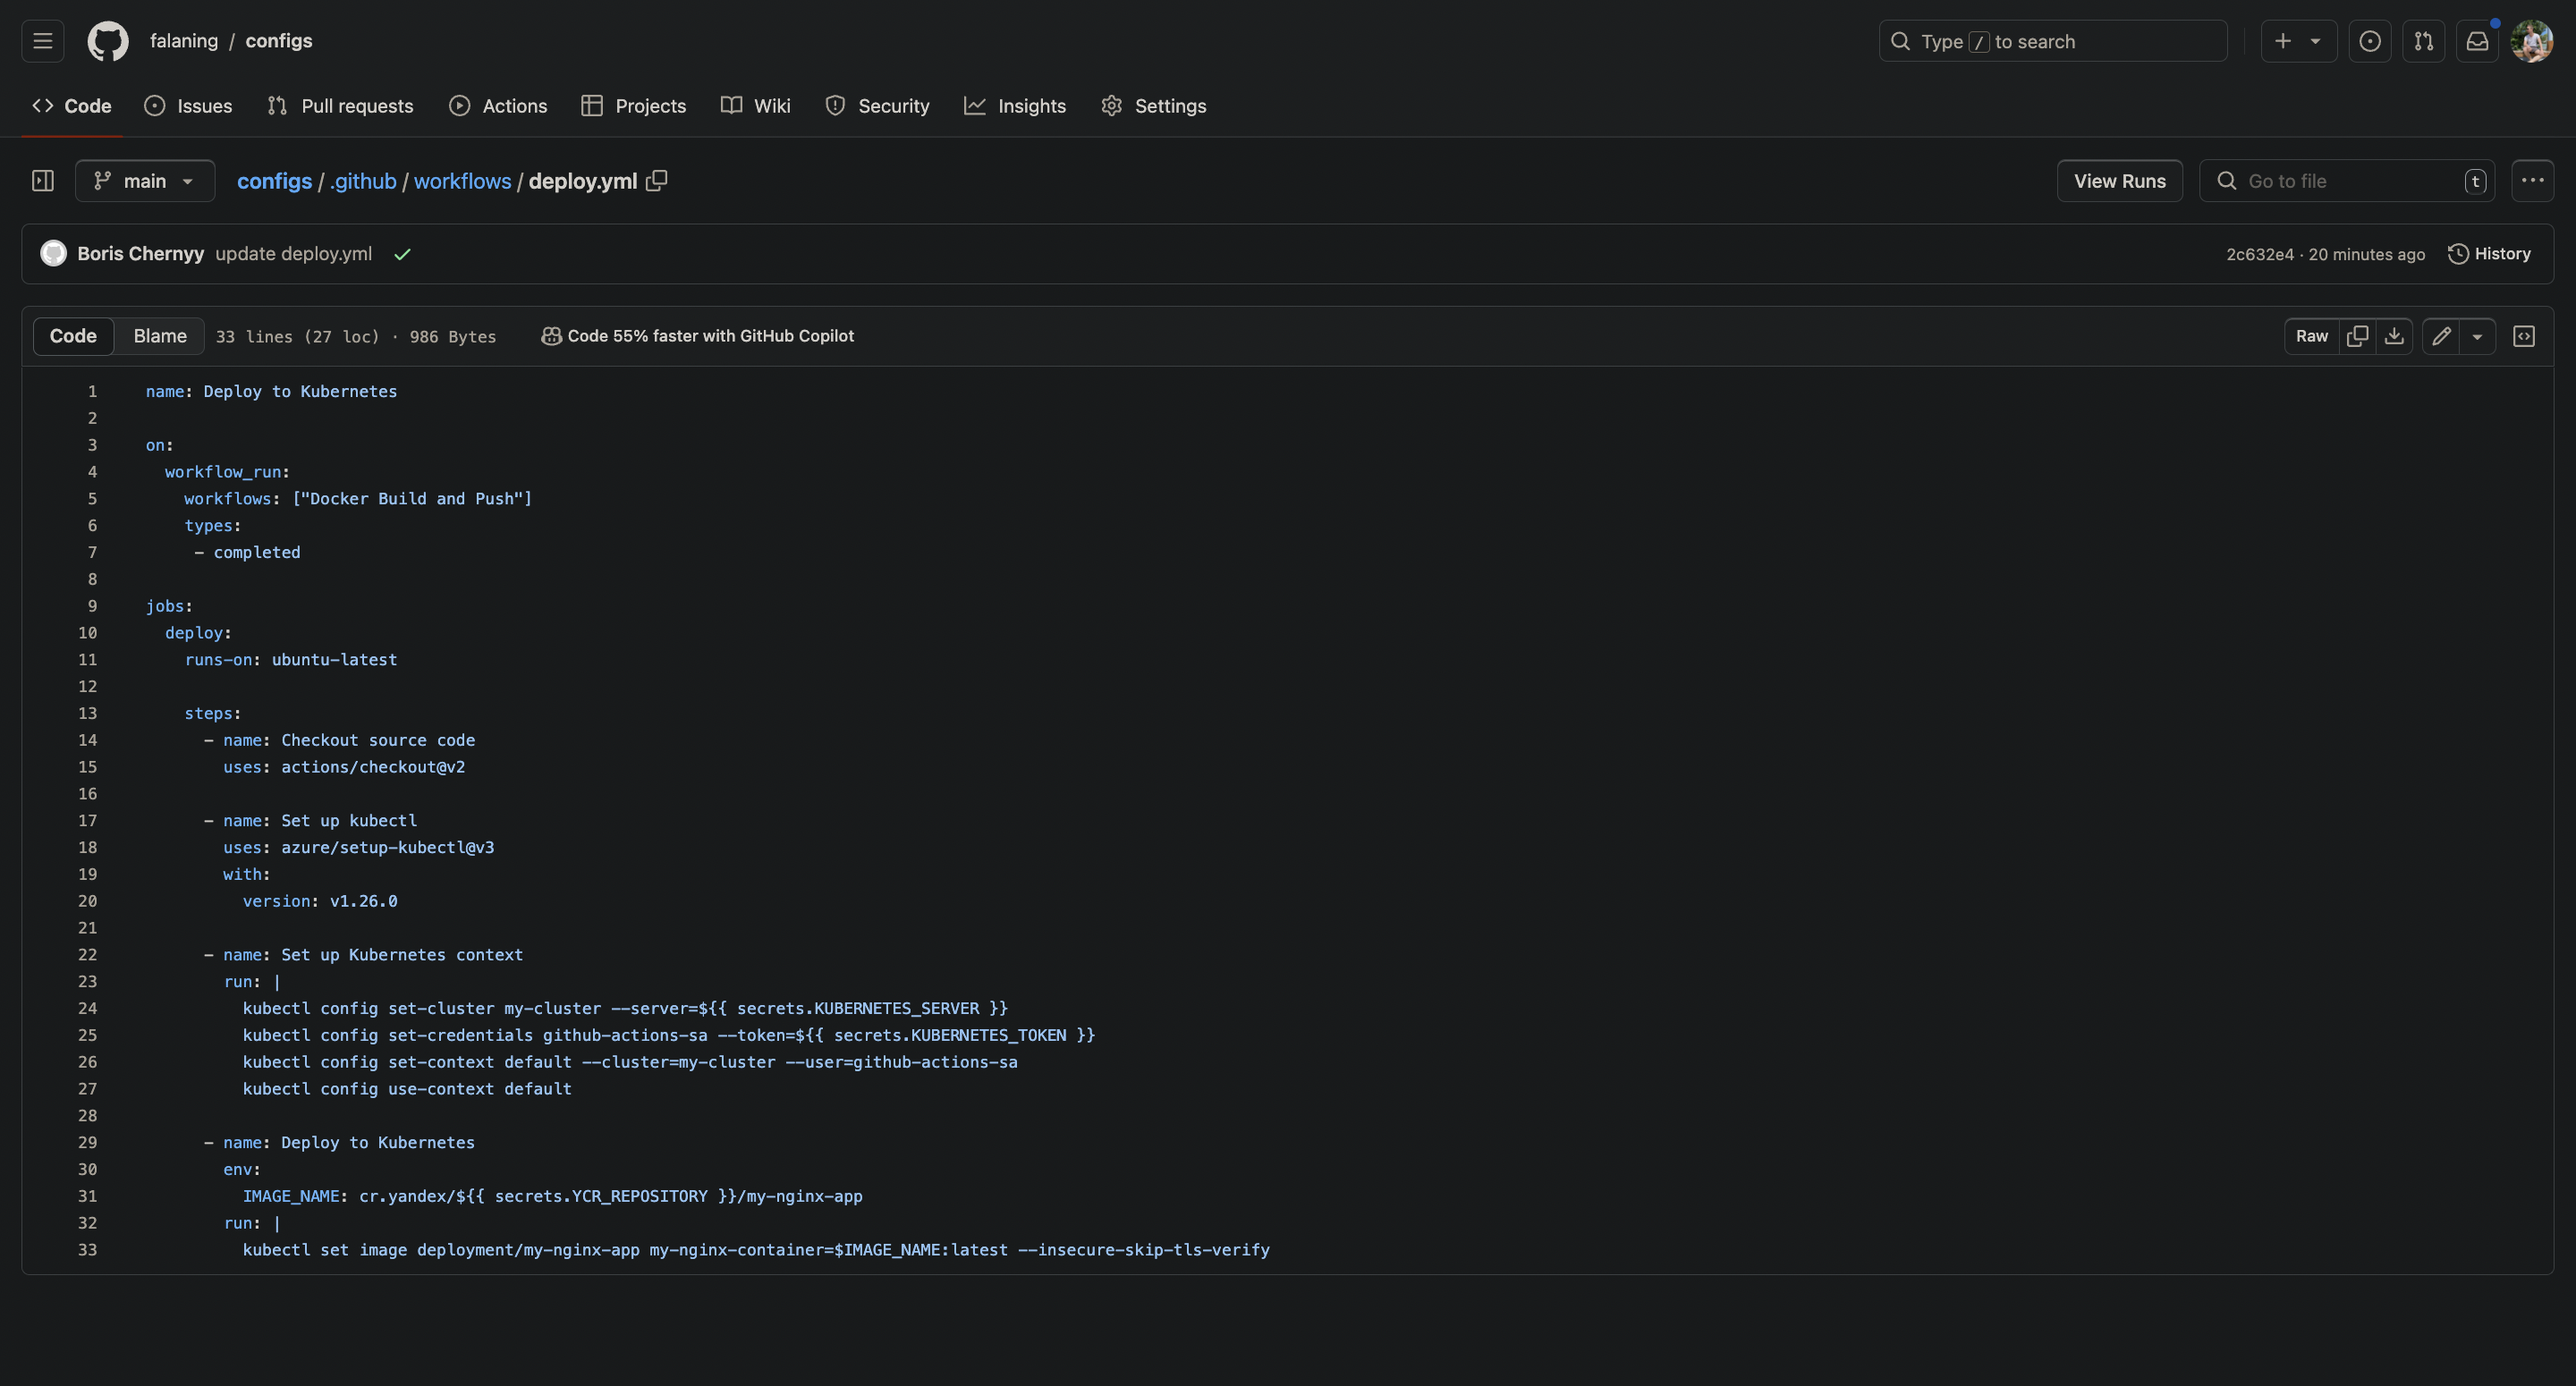 falaning / configs
Type / to search
Code Issues Pull requests Actions Projects Wiki Security Insights Settings
main configs / .github / workflows / deploy.yml View Runs Go to file t
Boris Chernyy update deploy.yml 2c632e4 · 20 minutes ago History
Code Blame 33 lines (27 loc) · 986 Bytes Code 55% faster with GitHub Copilot Raw
1 name: Deploy to Kubernetes
2
3 on:
4   workflow_run:
5     workflows: ["Docker Build and Push"]
6     types:
7      - completed
8
9 jobs:
10   deploy:
11     runs-on: ubuntu-latest
12
13     steps:
14       - name: Checkout source code
15         uses: actions/checkout@v2
16
17       - name: Set up kubectl
18         uses: azure/setup-kubectl@v3
19         with:
20           version: v1.26.0
21
22       - name: Set up Kubernetes context
23         run: |
24           kubectl config set-cluster my-cluster --server=${{ secrets.KUBERNETES_SERVER }}
25           kubectl config set-credentials github-actions-sa --token=${{ secrets.KUBERNETES_TOKEN }}
26           kubectl config set-context default --cluster=my-cluster --user=github-actions-sa
27           kubectl config use-context default
28
29       - name: Deploy to Kubernetes
30         env:
31           IMAGE_NAME: cr.yandex/${{ secrets.YCR_REPOSITORY }}/my-nginx-app
32         run: |
33           kubectl set image deployment/my-nginx-app my-nginx-container=$IMAGE_NAME:latest --insecure-skip-tls-verify